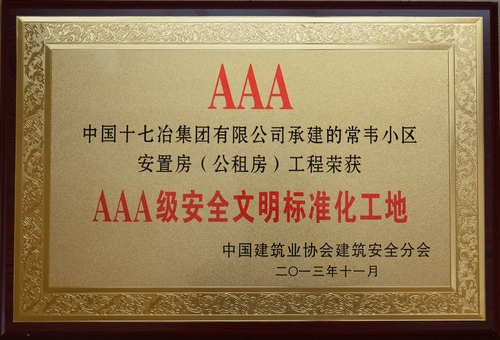 AAA
中国十七冶集团有限公司承建的常韦小区
安置房（公租房）工程荣获
AAA级安全文明标准化工地
中国建筑业协会建筑安全分会
二〇一三年十一月